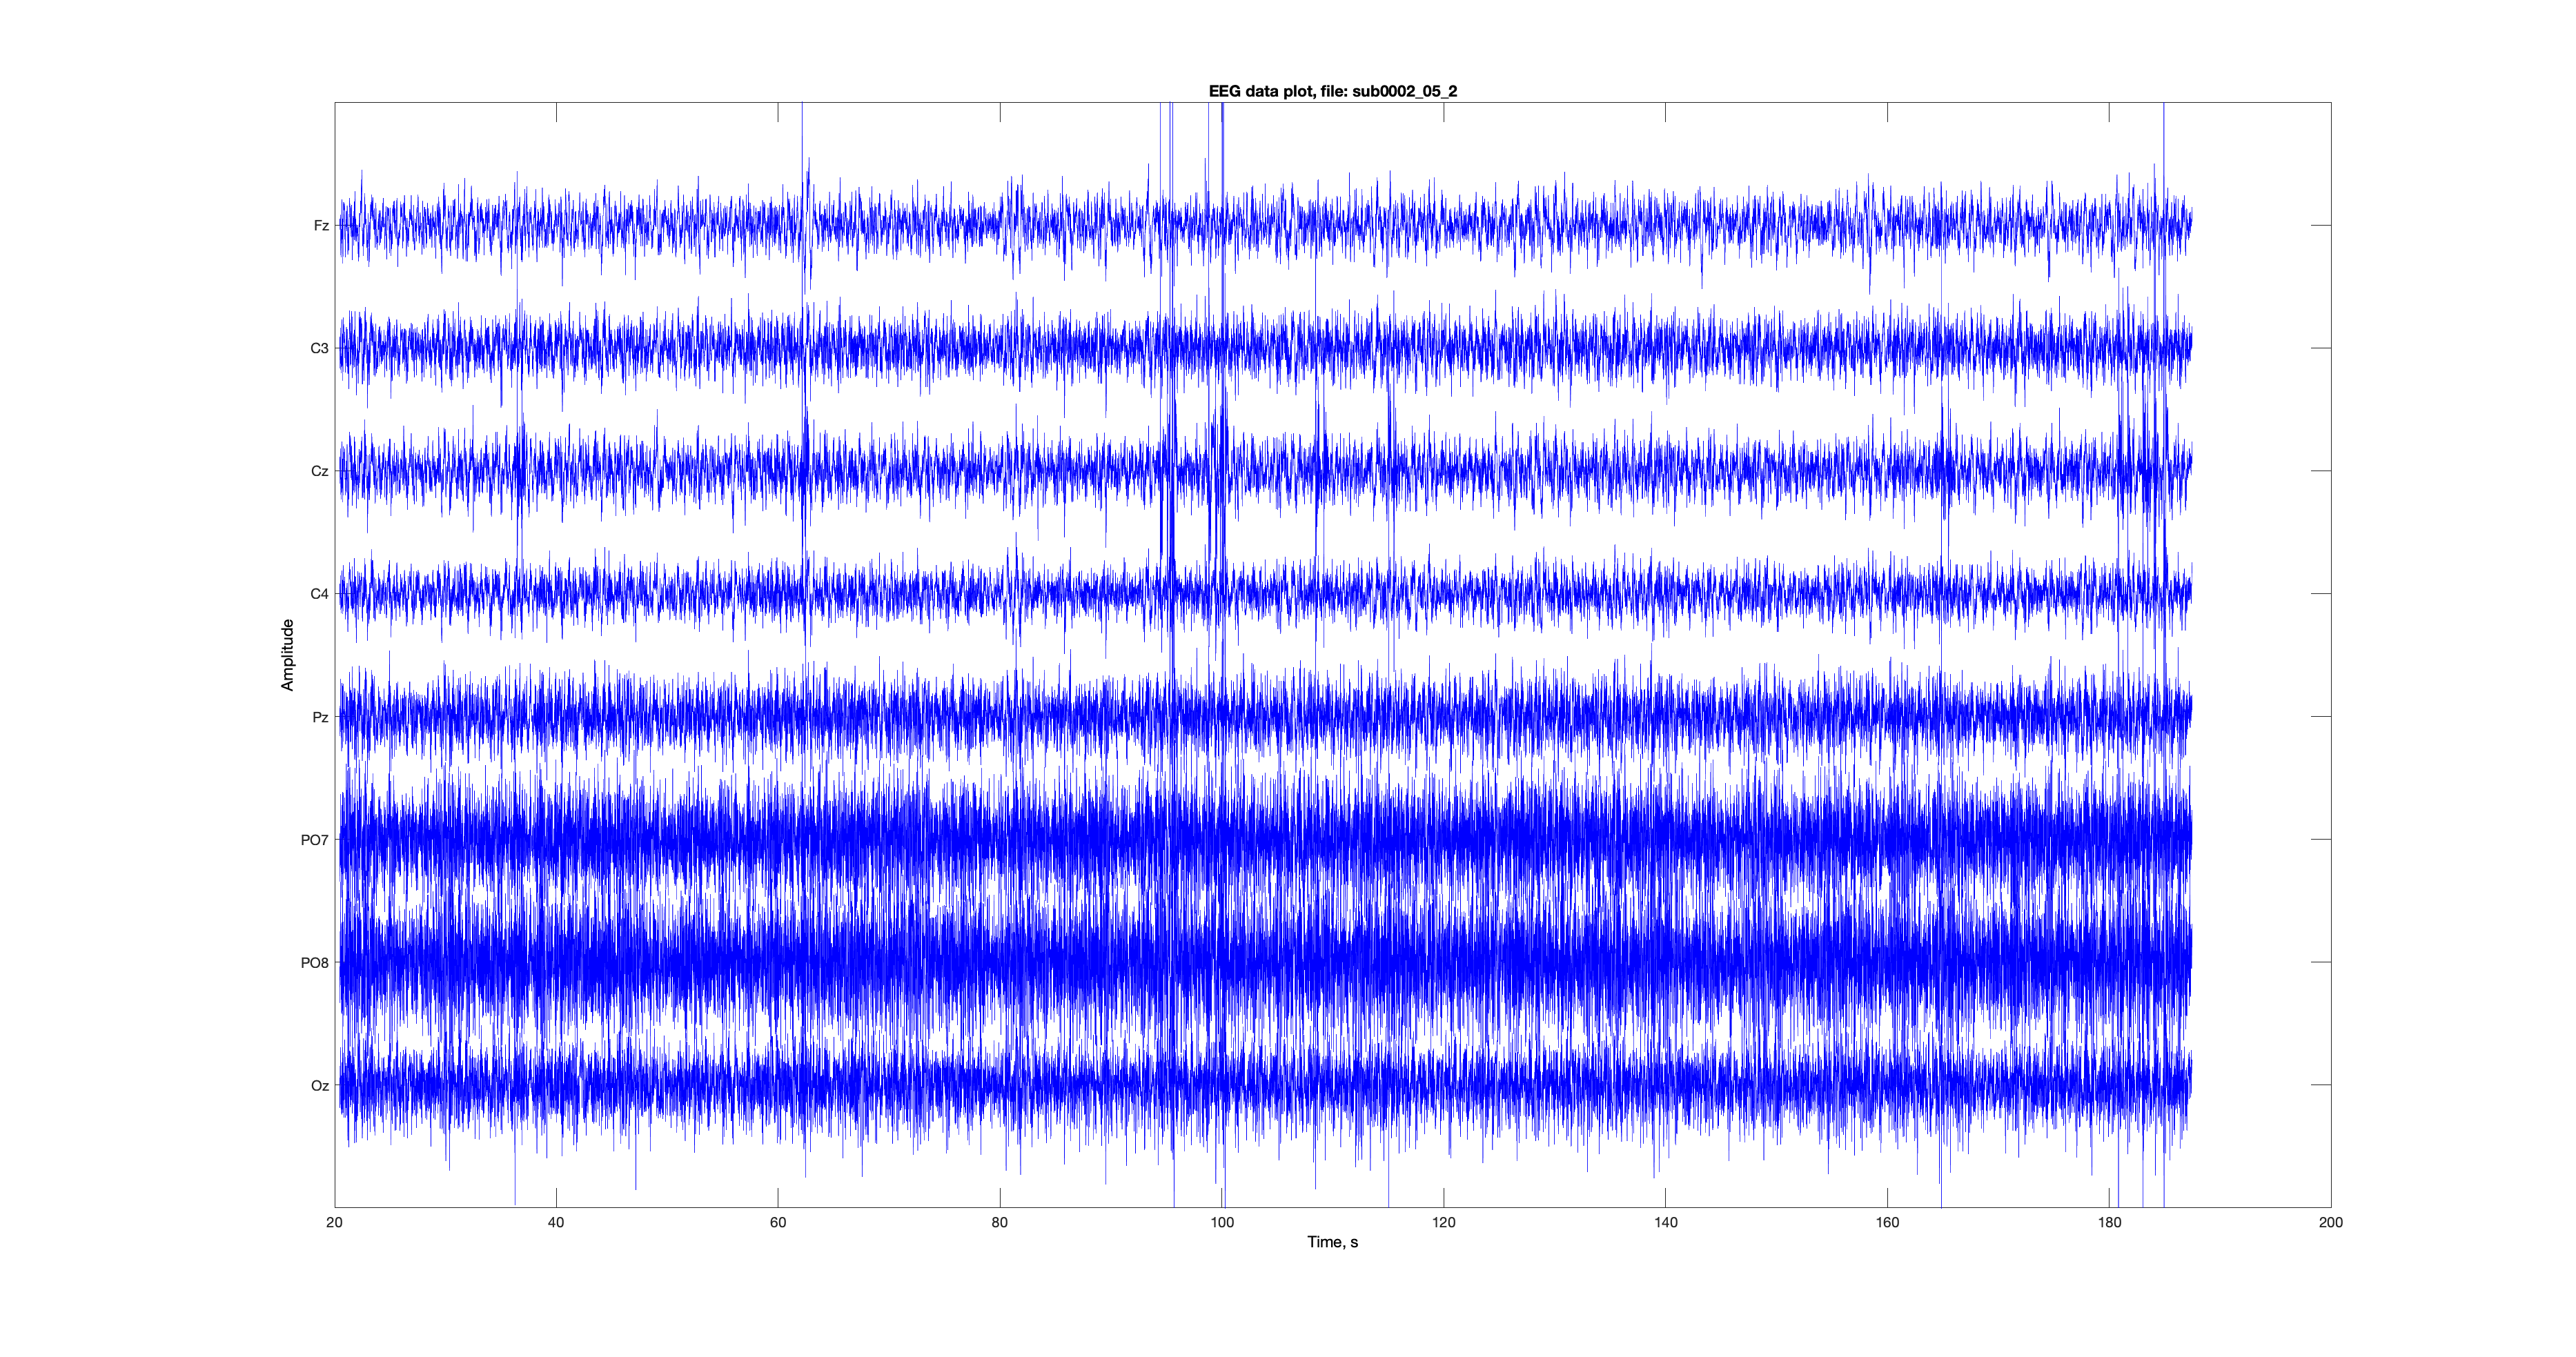 EEG data plot, file: sub0002_05_2
Fz
C3
Cz
C4
Pz
PO7
PO8
Oz
Amplitude
20 40 60 80 100 120 140 160 180 200
Time, s